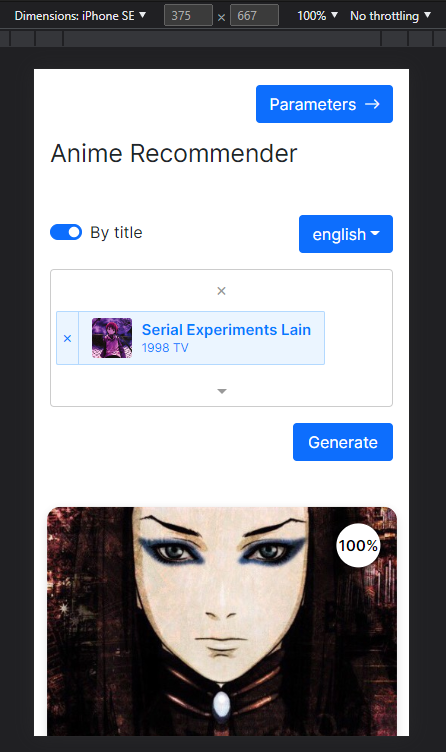 Dimensions: iPhone SE ▼ 375 × 667 100% ▼ No throttling ▼
Parameters →
Anime Recommender
By title
english
×
× Serial Experiments Lain
1998 TV
Generate
100%